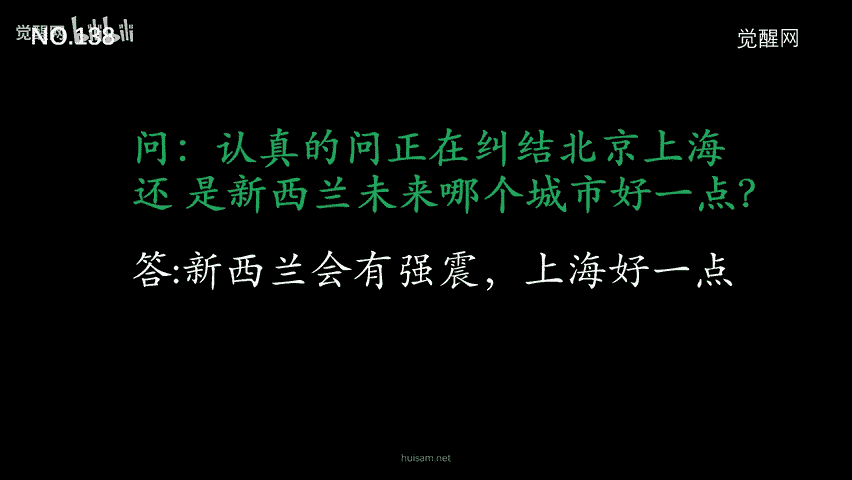 觉醒网 bilibili
NO.138
觉醒网
问：认真的问正在纠结北京上海
还 是新西兰未来哪个城市好一点?
答:新西兰会有强震，上海好一点
huisam.net